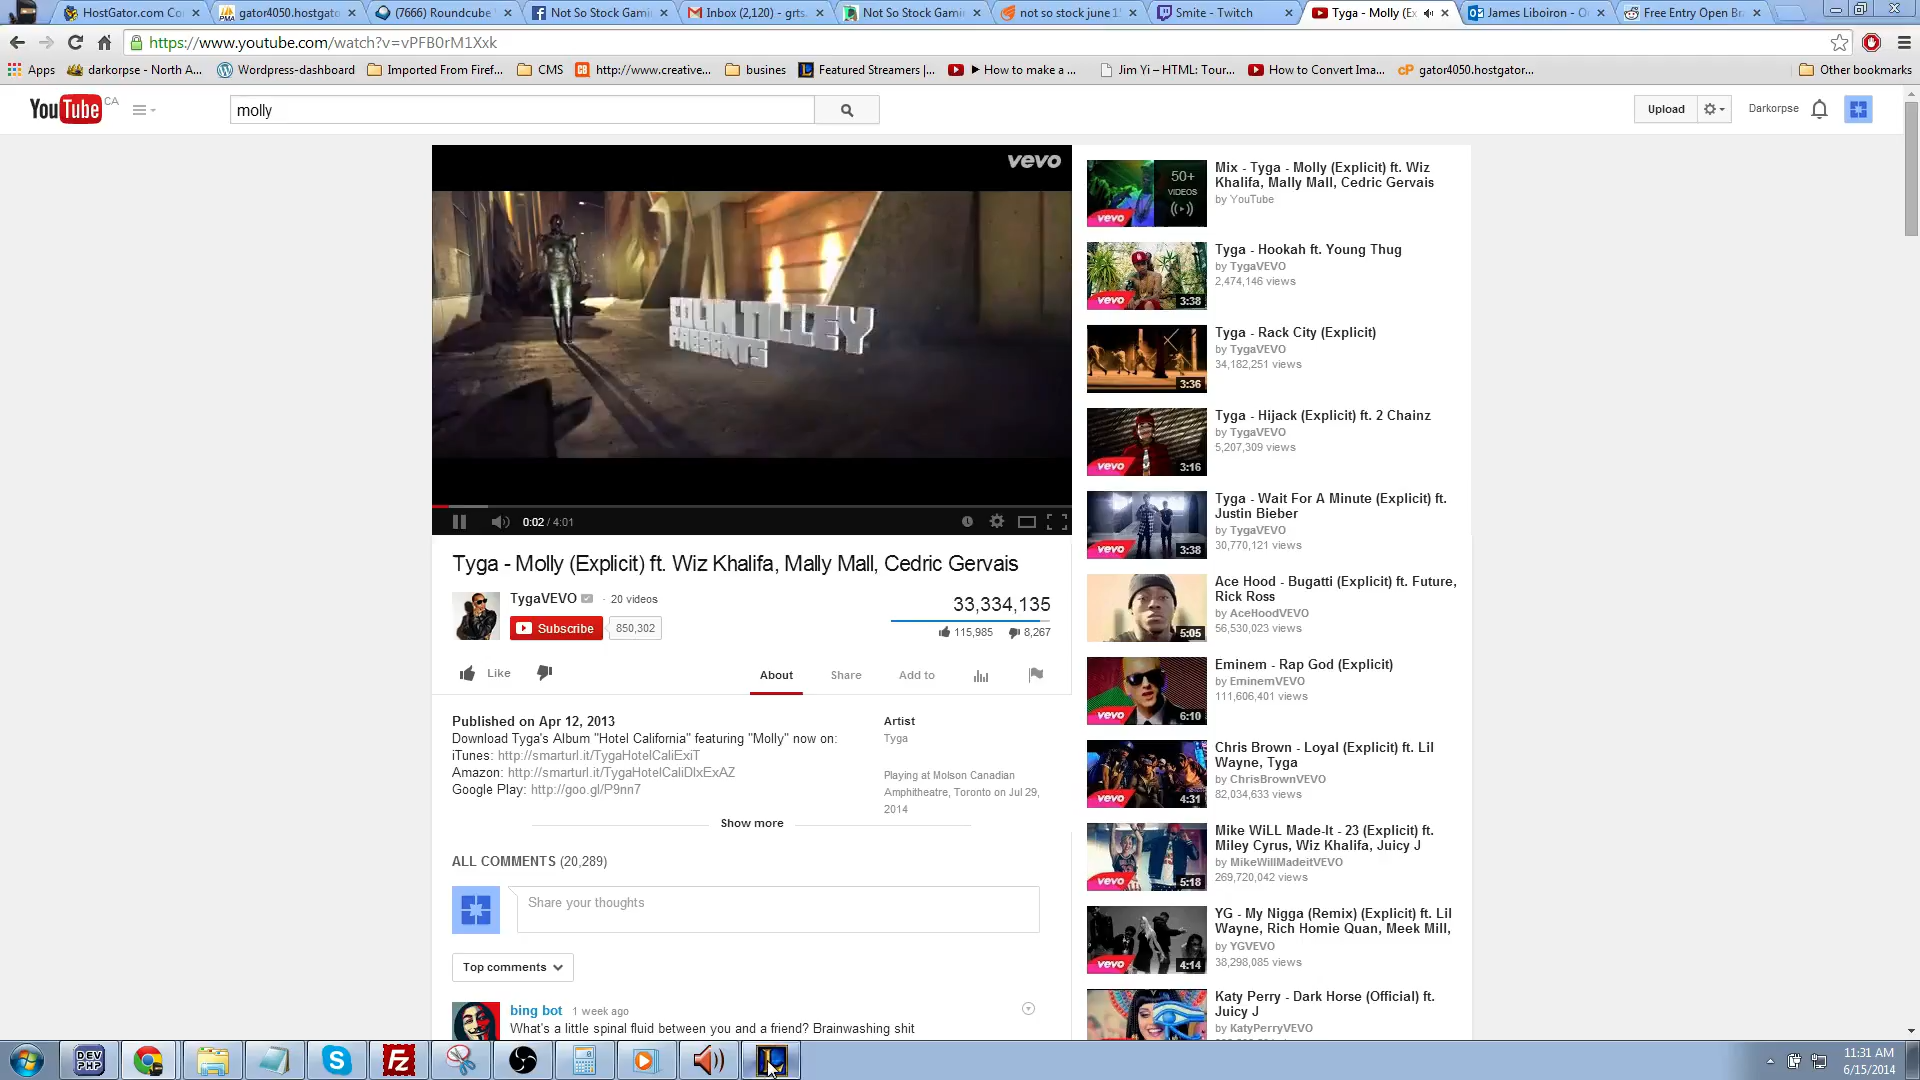 HostGator.com Co
gator4050.hostgato
(7666) Roundcube
Not So Stock Gami
Inbox (2,120) - grts.
Not So Stock Gami
not so stock june 1
Smite - Twitch
Tyga - Molly (E
James Liboiron - O
Free Entry Open Br
https://www.youtube.com/watch?v=vPFB0rM1Xxk
Apps
darkorpse - North A...
Wordpress-dashboard
Imported From Firef...
CMS
http://www.creative...
busines
Featured Streamers |...
▶ How to make a ...
Jim Yi – HTML: Tour...
How to Convert Ima...
gator4050.hostgator...
Other bookmarks
YouTube CA
molly
Upload
Darkorpse
vevo
COLIN TILLEY
PRESENTS
0:02 / 4:01
Tyga - Molly (Explicit) ft. Wiz Khalifa, Mally Mall, Cedric Gervais
TygaVEVO · 20 videos
Subscribe 850,302
33,334,135
115,985 8,267
Like
About
Share
Add to
Published on Apr 12, 2013
Download Tyga's Album "Hotel California" featuring "Molly" now on:
iTunes: http://smarturl.it/TygaHotelCaliExiT
Amazon: http://smarturl.it/TygaHotelCaliDlxExAZ
Google Play: http://goo.gl/P9nn7
Artist
Tyga
Playing at Molson Canadian
Amphitheatre, Toronto on Jul 29,
2014
Show more
ALL COMMENTS (20,289)
Share your thoughts
Top comments
bing bot 1 week ago
What's a little spinal fluid between you and a friend? Brainwashing shit
50+
VIDEOS
vevo
Mix - Tyga - Molly (Explicit) ft. Wiz
Khalifa, Mally Mall, Cedric Gervais
by YouTube
vevo
3:38
Tyga - Hookah ft. Young Thug
by TygaVEVO
2,474,146 views
vevo
3:36
Tyga - Rack City (Explicit)
by TygaVEVO
34,182,251 views
vevo
3:16
Tyga - Hijack (Explicit) ft. 2 Chainz
by TygaVEVO
5,207,309 views
vevo
3:38
Tyga - Wait For A Minute (Explicit) ft.
Justin Bieber
by TygaVEVO
30,770,121 views
5:05
Ace Hood - Bugatti (Explicit) ft. Future,
Rick Ross
by AceHoodVEVO
56,530,023 views
vevo
6:10
Eminem - Rap God (Explicit)
by EminemVEVO
111,606,401 views
vevo
4:31
Chris Brown - Loyal (Explicit) ft. Lil
Wayne, Tyga
by ChrisBrownVEVO
82,034,633 views
vevo
5:18
Mike WiLL Made-It - 23 (Explicit) ft.
Miley Cyrus, Wiz Khalifa, Juicy J
by MikeWillMadeitVEVO
269,720,042 views
vevo
4:14
YG - My Nigga (Remix) (Explicit) ft. Lil
Wayne, Rich Homie Quan, Meek Mill,
by YGVEVO
38,298,085 views
Katy Perry - Dark Horse (Official) ft.
Juicy J
by KatyPerryVEVO
DEV
PHP
11:31 AM
6/15/2014